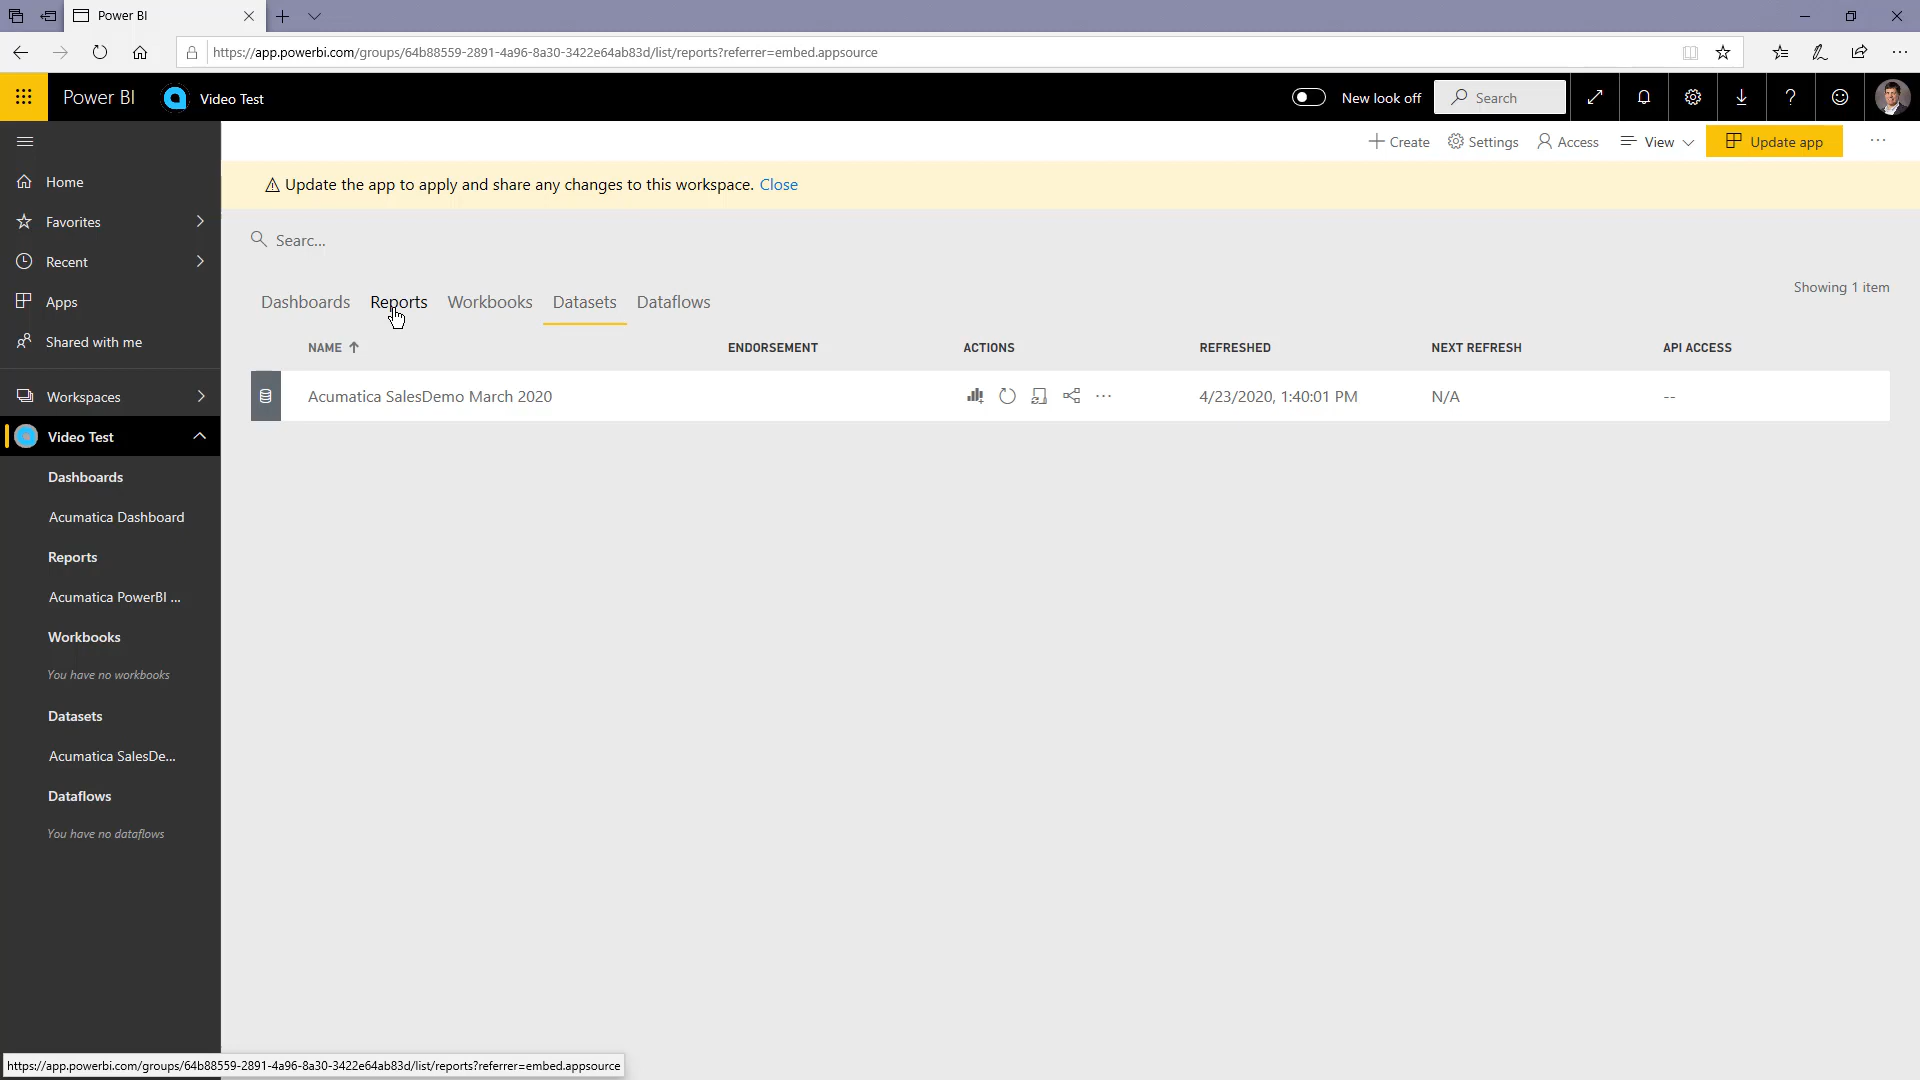 Power BI
https://app.powerbi.com/groups/64b88559-2891-4a96-8a30-3422e64ab83d/list/reports?referrer=embed.appsource
Power BI Video Test New look off Search
Create Settings Access View Update app
Update the app to apply and share any changes to this workspace. Close
Home
Favorites
Recent
Apps
Shared with me
Workspaces
Video Test
Dashboards
Acumatica Dashboard
Reports
Acumatica PowerBI ...
Workbooks
You have no workbooks
Datasets
Acumatica SalesDe...
Dataflows
You have no dataflows
Searc...
Showing 1 item
Dashboards Reports Workbooks Datasets Dataflows
NAME ENDORSEMENT ACTIONS REFRESHED NEXT REFRESH API ACCESS
Acumatica SalesDemo March 2020 4/23/2020, 1:40:01 PM N/A --
https://app.powerbi.com/groups/64b88559-2891-4a96-8a30-3422e64ab83d/list/reports?referrer=embed.appsource